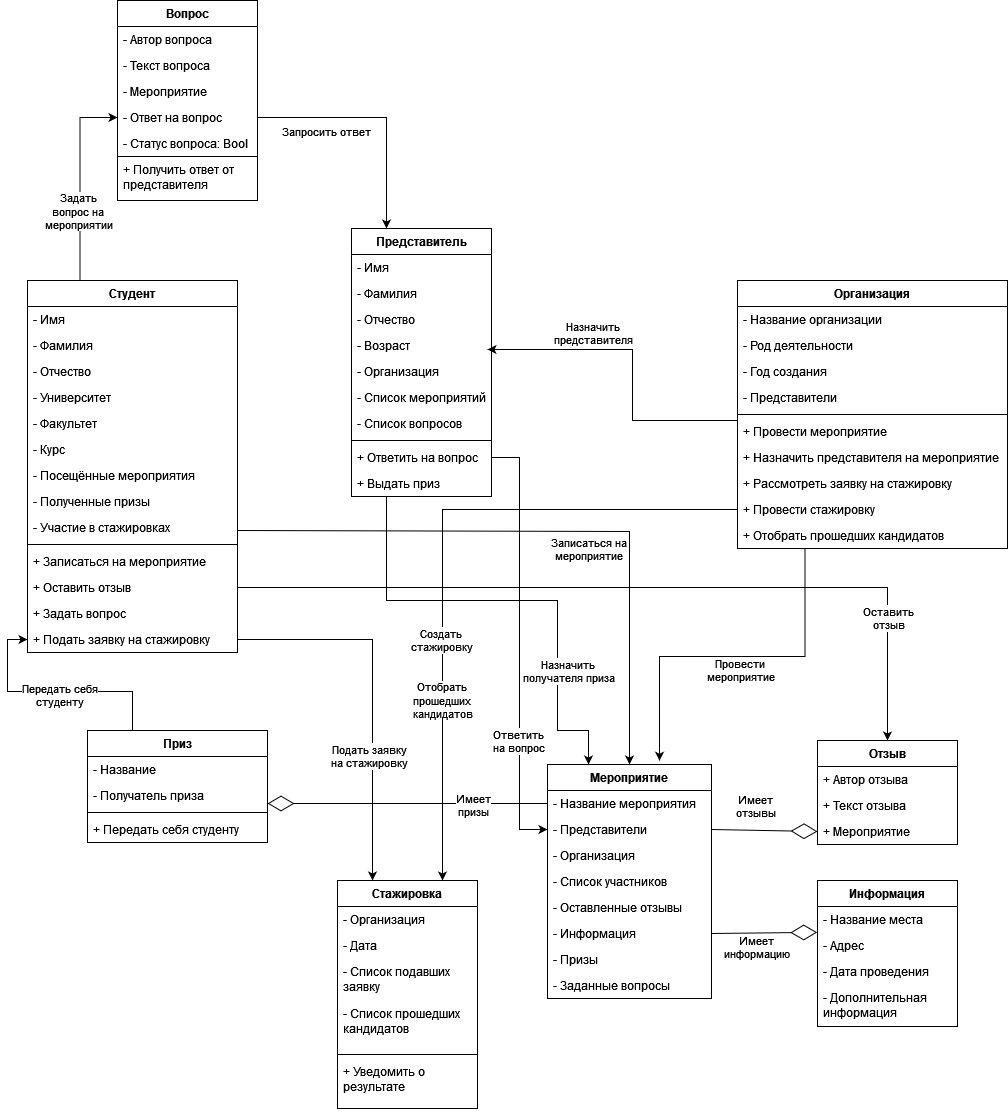 Вопрос
- Автор вопроса
- Текст вопроса
- Мероприятие
- Ответ на вопрос
- Статус вопроса: Bool
+ Получить ответ от
представителя
Запросить ответ
Задать
вопрос на
мероприятии
Представитель
- Имя
- Фамилия
- Отчество
- Возраст
- Организация
- Список мероприятий
- Список вопросов
+ Ответить на вопрос
+ Выдать приз
Студент
- Имя
- Фамилия
- Отчество
- Университет
- Факультет
- Курс
- Посещённые мероприятия
- Полученные призы
- Участие в стажировках
+ Записаться на мероприятие
+ Оставить отзыв
+ Задать вопрос
+ Подать заявку на стажировку
Назначить
представителя
Организация
- Название организации
- Род деятельности
- Год создания
- Представители
+ Провести мероприятие
+ Назначить представителя на мероприятие
+ Рассмотреть заявку на стажировку
+ Провести стажировку
+ Отобрать прошедших кандидатов
Записаться на
мероприятие
Оставить
отзыв
Создать
стажировку
Назначить
получателя приза
Провести
мероприятие
Передать себя
студенту
Отобрать
прошедших
кандидатов
Подать заявку
на стажировку
Ответить
на вопрос
Приз
- Название
- Получатель приза
+ Передать себя студенту
Имеет
призы
Мероприятие
- Название мероприятия
- Представители
- Организация
- Список участников
- Оставленные отзывы
- Информация
- Призы
- Заданные вопросы
Имеет
отзывы
Отзыв
+ Автор отзыва
+ Текст отзыва
+ Мероприятие
Имеет
информацию
Информация
- Название места
- Адрес
- Дата проведения
- Дополнительная
информация
Стажировка
- Организация
- Дата
- Список подавших
заявку
- Список прошедших
кандидатов
+ Уведомить о
результате